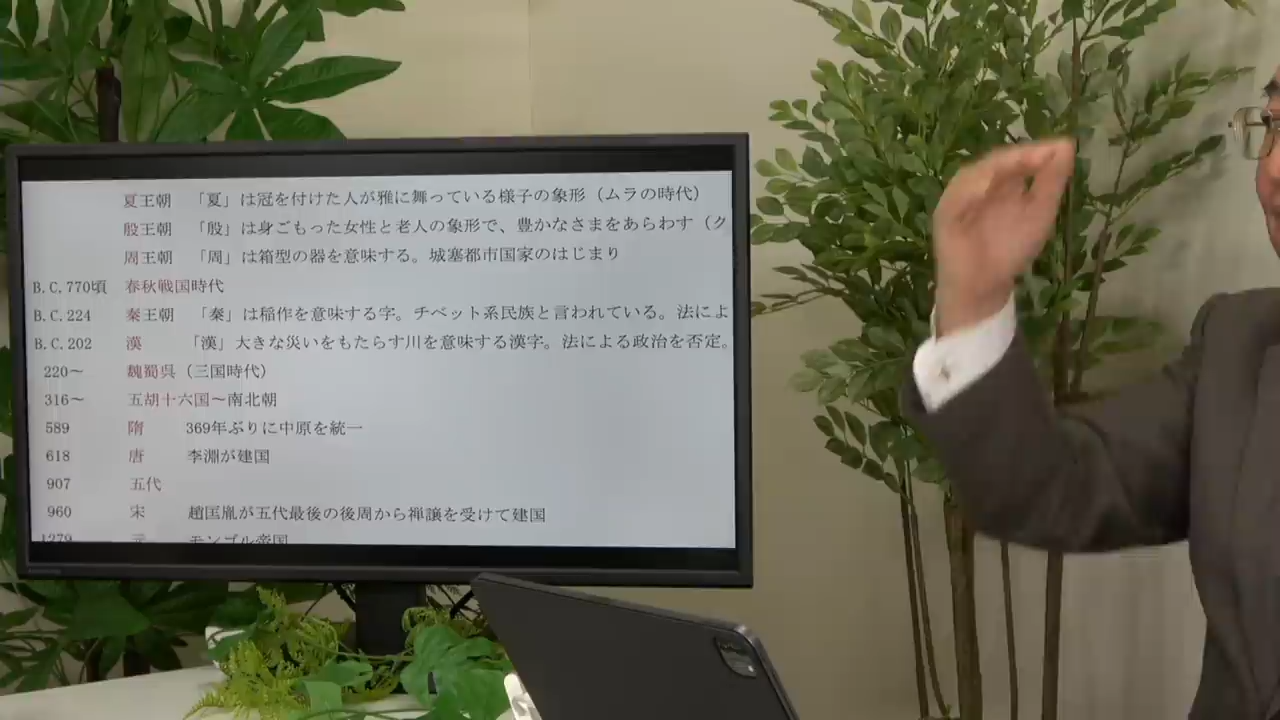 夏王朝 「夏」は冠を付けた人が雅に舞っている様子の象形（ムラの時代）
殷王朝 「殷」は身ごもった女性と老人の象形で、豊かなさまをあらわす（ク
周王朝 「周」は箱型の器を意味する。城塞都市国家のはじまり
B.C.770頃 春秋戦国時代
B.C.224 秦王朝 「秦」は稲作を意味する字。チベット系民族と言われている。法によ
B.C.202 漢 「漢」大きな災いをもたらす川を意味する漢字。法による政治を否定。
220〜 魏蜀呉（三国時代）
316〜 五胡十六国〜南北朝
589 隋 369年ぶりに中原を統一
618 唐 李淵が建国
907 五代
960 宋 趙匡胤が五代最後の後周から禅譲を受けて建国
1279 元 モンゴル帝国